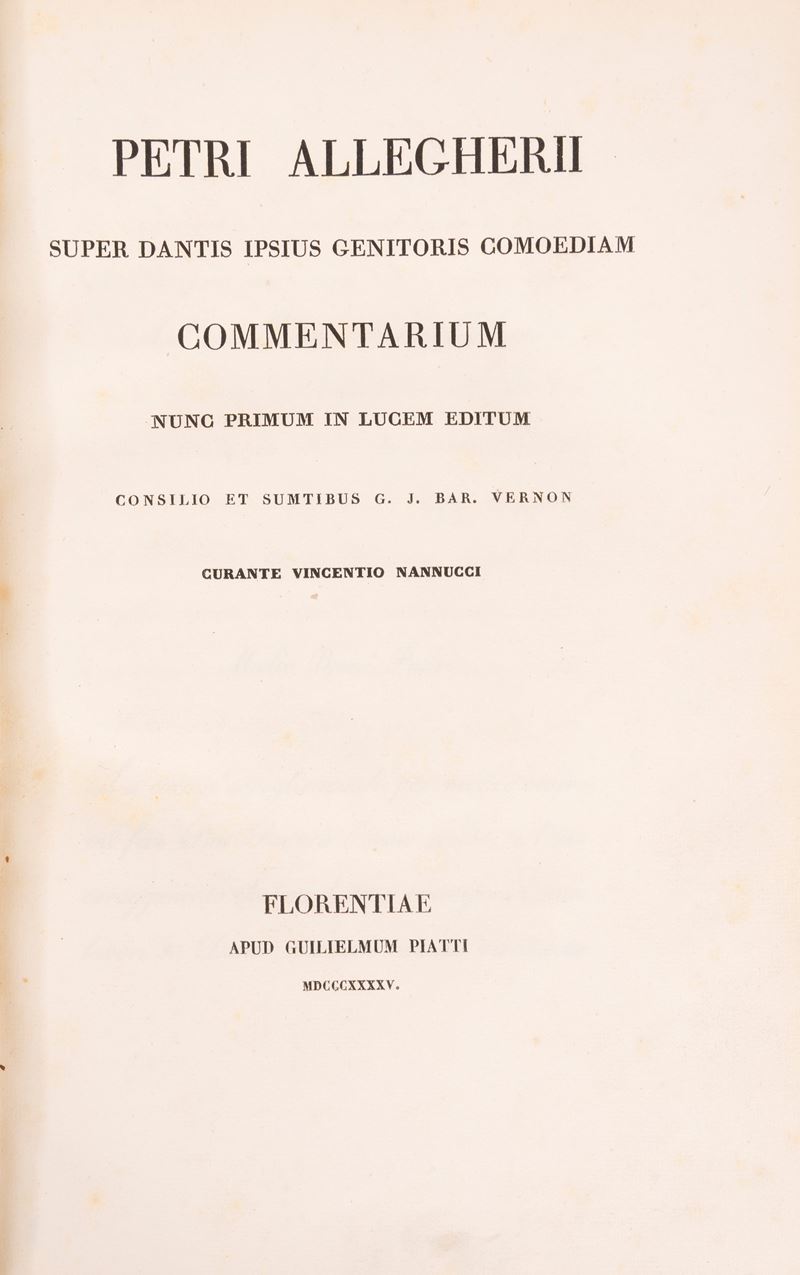 PETRI ALLEGHERII
SUPER DANTIS IPSIUS GENITORIS COMOEDIAM
COMMENTARIUM
NUNC PRIMUM IN LUCEM EDITUM
CONSILIO ET SUMTIBUS G. J. BAR. VERNON
CURANTE VINCENTIO NANNUCCI
FLORENTIAE
APUD GUILIELMUM PIATTI
MDCCCXXXXV.